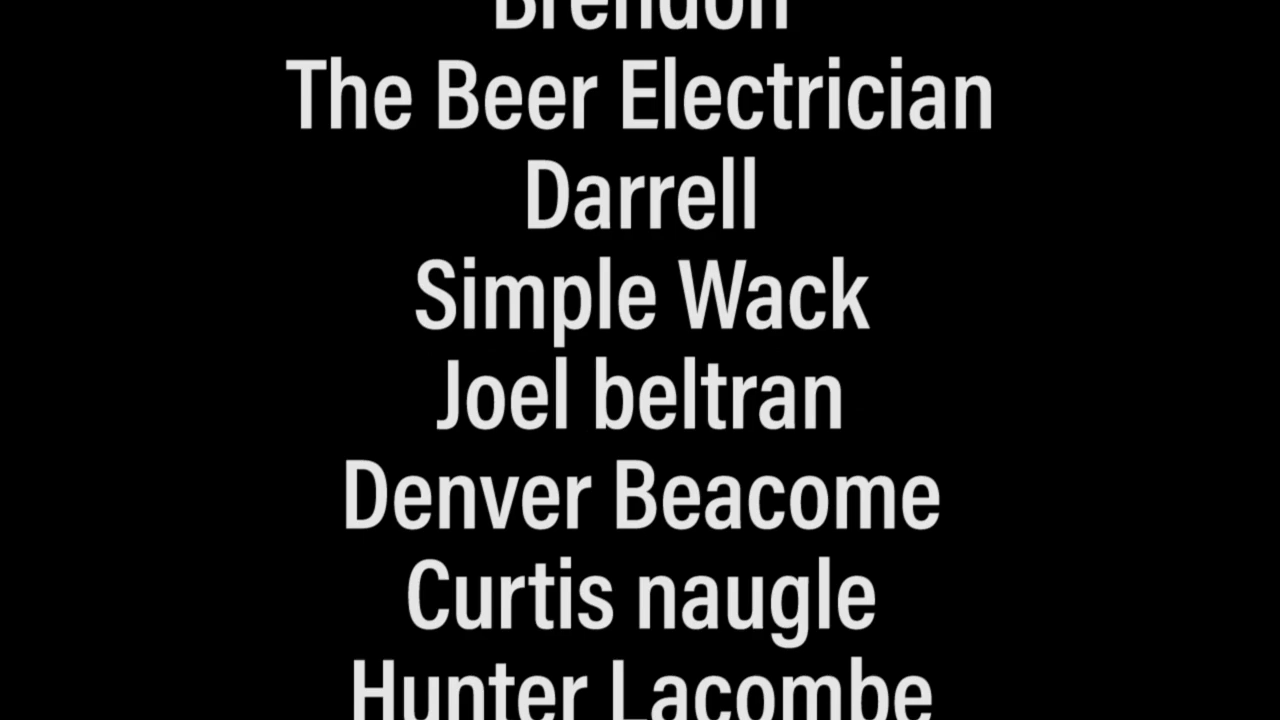 Brendon
The Beer Electrician
Darrell
Simple Wack
Joel beltran
Denver Beacome
Curtis naugle
Hunter Lacombe